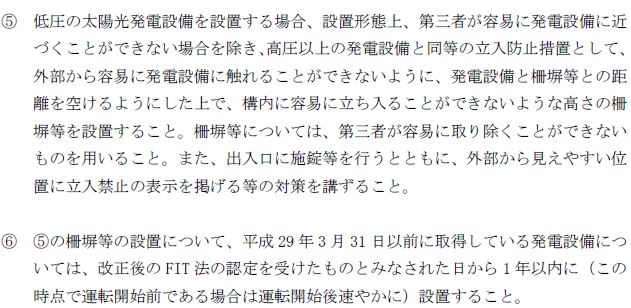 ⑤ 低圧の太陽光発電設備を設置する場合、設置形態上、第三者が容易に発電設備に近
づくことができない場合を除き、高圧以上の発電設備と同等の立入防止措置として、
外部から容易に発電設備に触れることができないように、発電設備と柵塀等との距
離を空けるようにした上で、構内に容易に立ち入ることができないような高さの柵
塀等を設置すること。柵塀等については、第三者が容易に取り除くことができない
ものを用いること。また、出入口に施錠等を行うとともに、外部から見えやすい位
置に立入禁止の表示を掲げる等の対策を講ずること。
⑥ ⑤の柵塀等の設置について、平成 29 年 3 月 31 日以前に取得している発電設備につ
いては、改正後の FIT 法の認定を受けたものとみなされた日から 1 年以内に（この
時点で運転開始前である場合は運転開始後速やかに）設置すること。